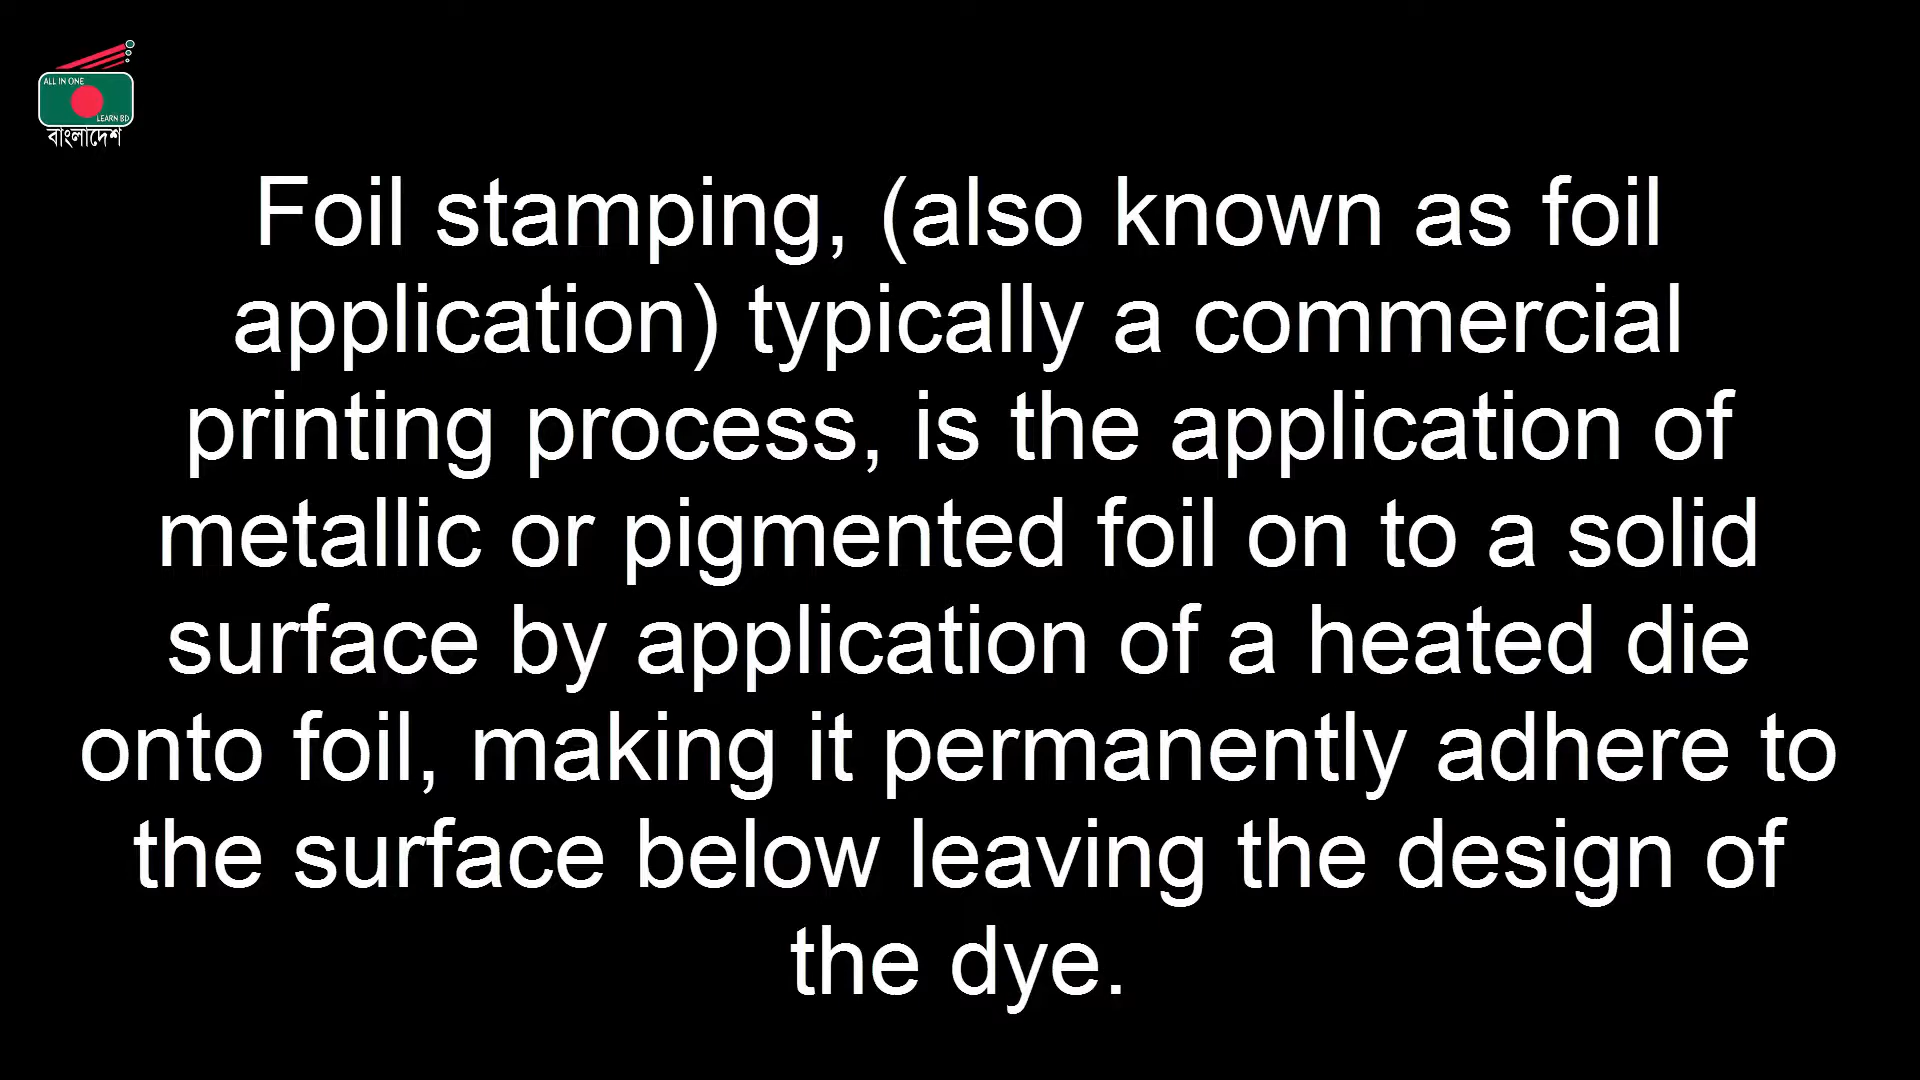 ALL IN ONE
LEARN BD
বাংলাদেশ
Foil stamping, (also known as foil
application) typically a commercial
printing process, is the application of
metallic or pigmented foil on to a solid
surface by application of a heated die
onto foil, making it permanently adhere to
the surface below leaving the design of
the dye.